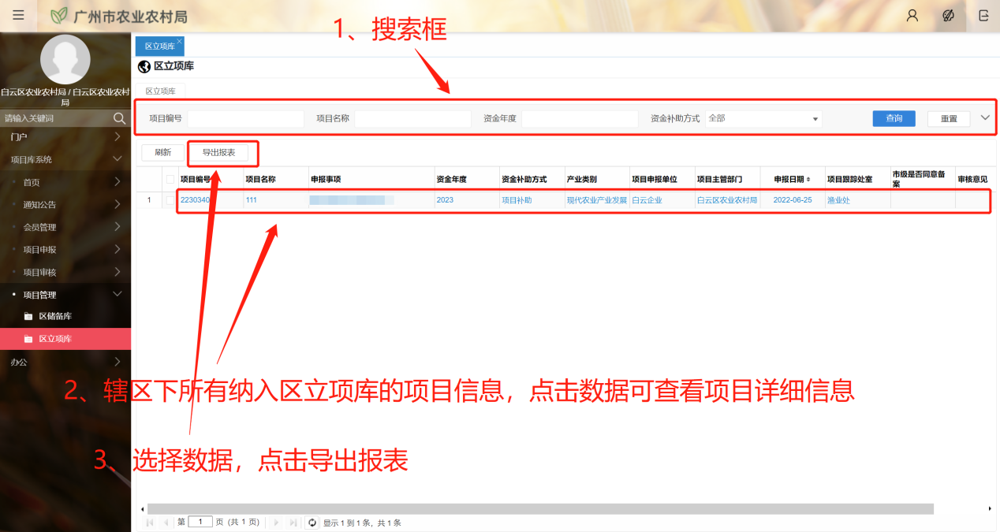 广州市农业农村局
1、搜索框
区立项库
区立项库
白云区农业农村局 / 白云区农业农村局
区立项库
请输入关键词
项目编号
项目名称
资金年度
资金补助方式 全部
查询
重置
门户
项目库系统
首页
通知公告
会员管理
项目申报
项目审核
项目管理
区储备库
区立项库
办公
刷新
导出报表
项目编号 项目名称 申报事项 资金年度 资金补助方式 产业类别 项目申报单位 项目主管部门 申报日期 项目跟踪处室 市级是否同意备案 审核意见
1 2230340 111 2023 项目补助 现代农业产业发展 白云企业 白云区农业农村局 2022-06-25 渔业处
2、辖区下所有纳入区立项库的项目信息，点击数据可查看项目详细信息
3、选择数据，点击导出报表
第 1 页 (共 1 页) 显示 1 到 1 条，共 1 条